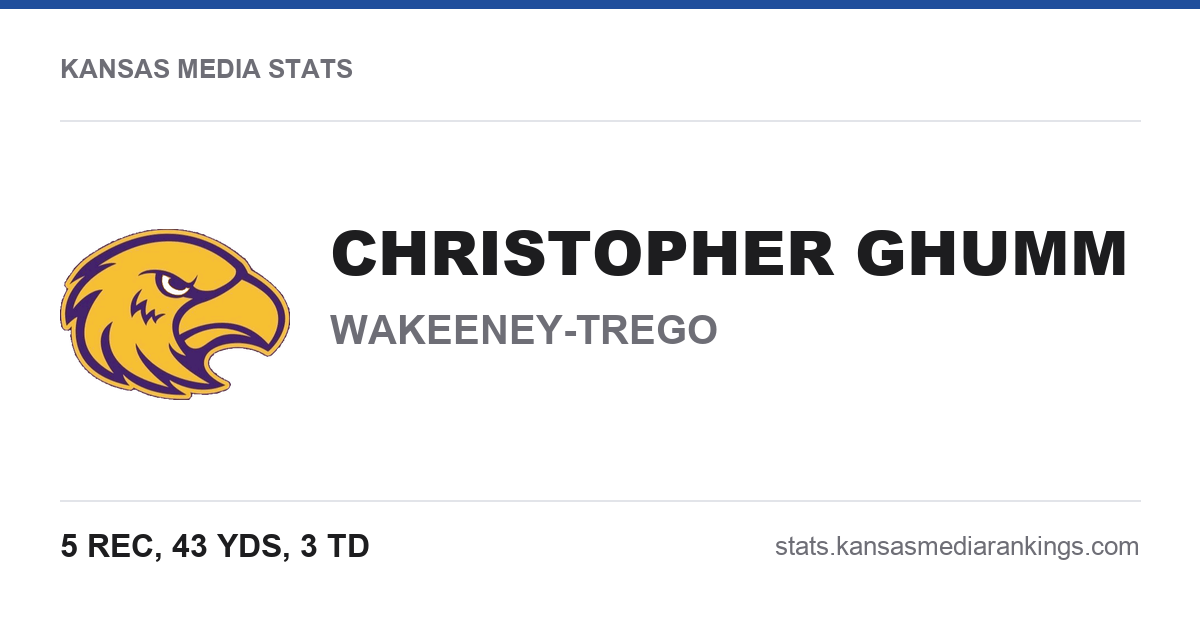 KANSAS MEDIA STATS
CHRISTOPHER GHUMM
WAKEENEY-TREGO
5 REC, 43 YDS, 3 TD
stats.kansasmediarankings.com